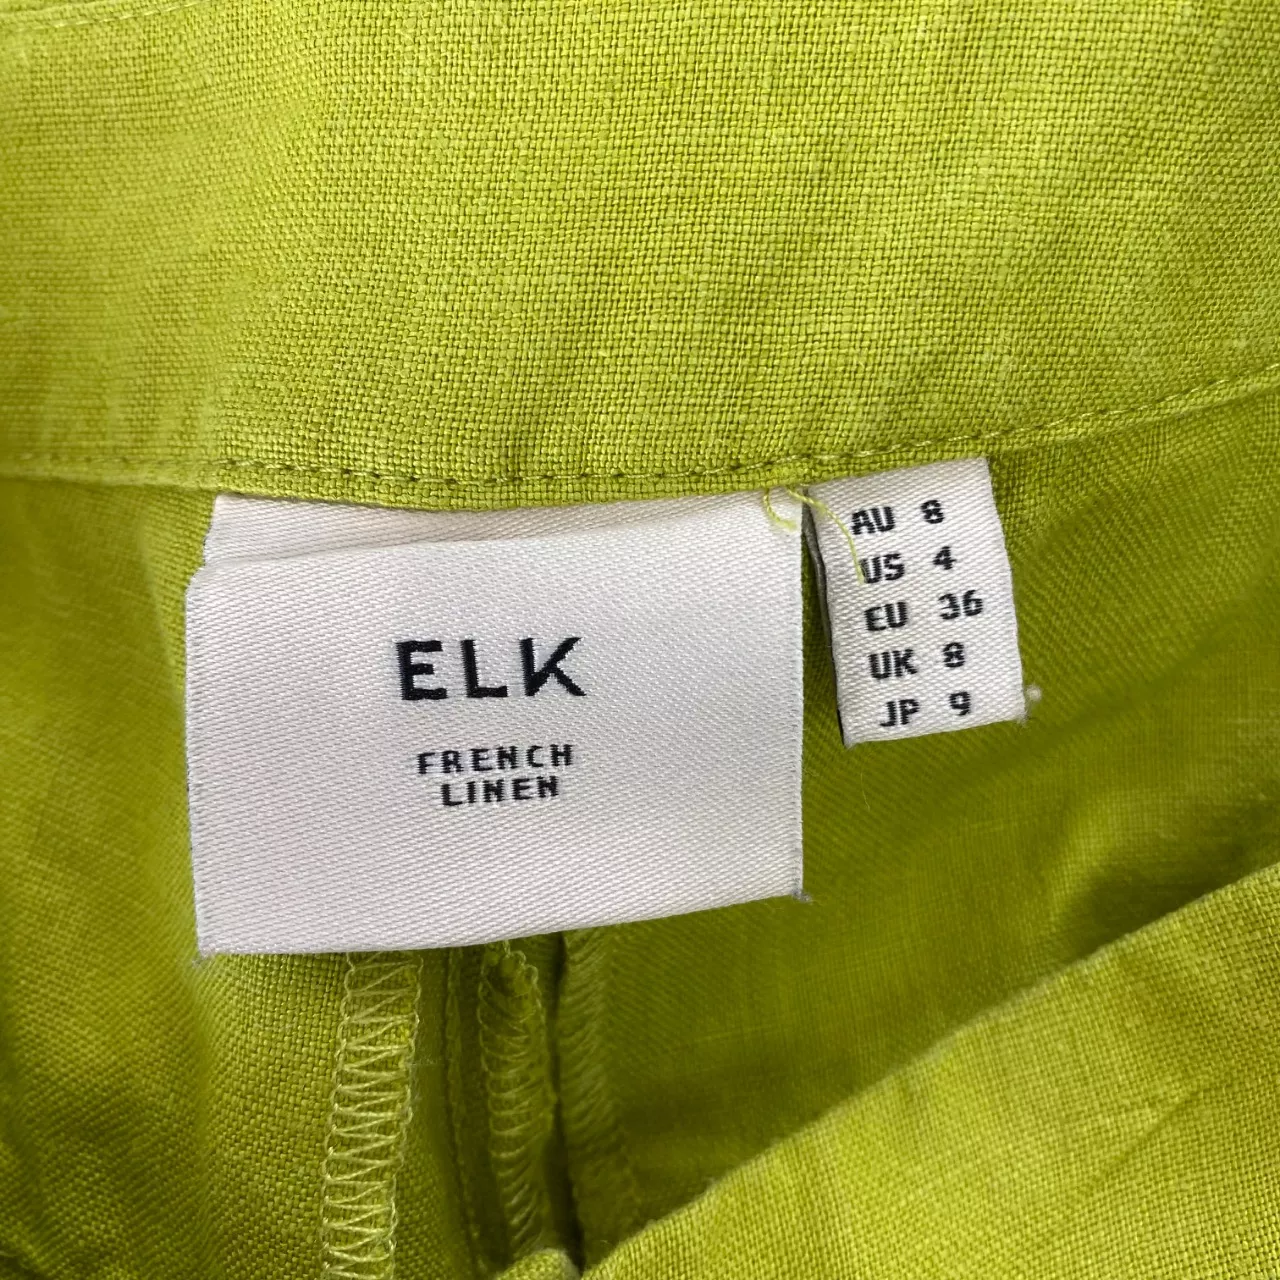 ELK
FRENCH
LINEN
AU 8
US 4
EU 36
UK 8
JP 9